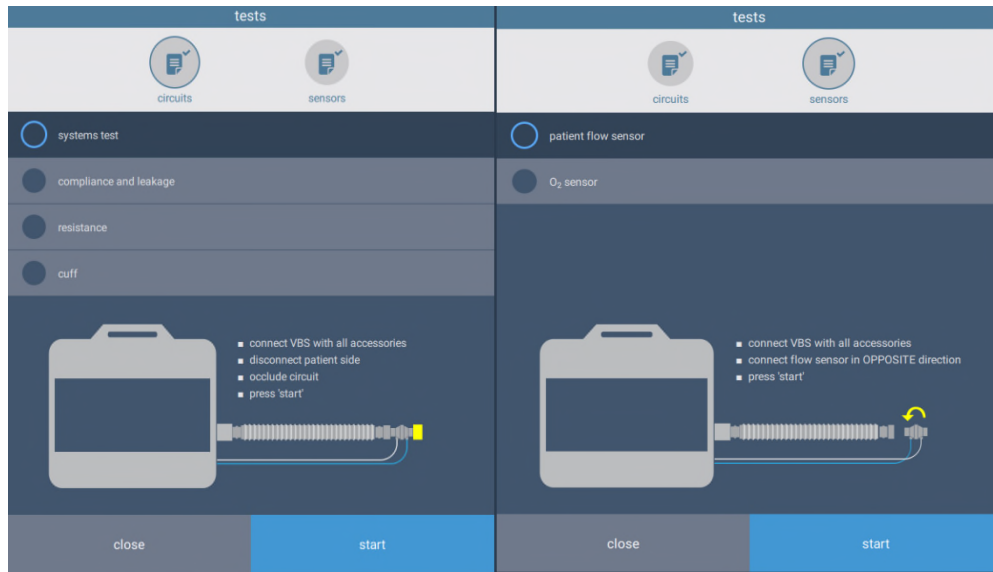 tests
circuits
sensors
systems test
compliance and leakage
resistance
cuff
▪ connect VBS with all accessories
▪ disconnect patient side
▪ occlude circuit
▪ press 'start'
close
start
tests
circuits
sensors
patient flow sensor
O₂ sensor
▪ connect VBS with all accessories
▪ connect flow sensor in OPPOSITE direction
▪ press 'start'
close
start